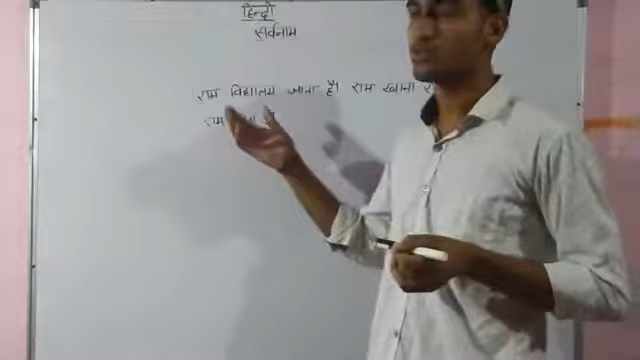 हिन्दी
सर्वनाम
राम विद्यालय जाता है। राम खाना
राम